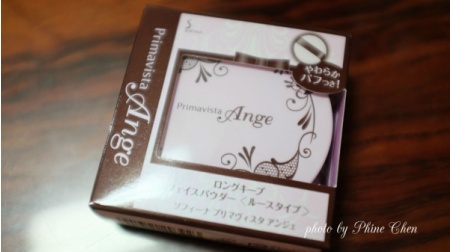 Primavista
Ange
やわらか
パフつき!
Primavista Ange
ロングキープ
フェイスパウダー〈ルースタイプ〉
ソフィーナ プリマヴィスタ アンジェ
photo by Phine Chen